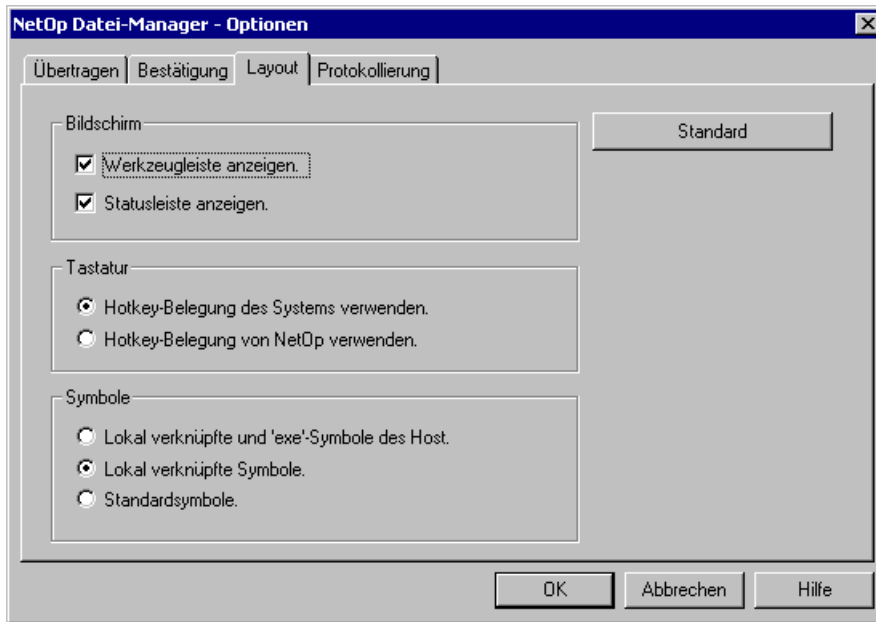 NetOp Datei-Manager - Optionen
Übertragen Bestätigung Layout Protokollierung
Bildschirm
Werkzeugleiste anzeigen.
Statusleiste anzeigen.
Standard
Tastatur
Hotkey-Belegung des Systems verwenden.
Hotkey-Belegung von NetOp verwenden.
Symbole
Lokal verknüpfte und 'exe'-Symbole des Host.
Lokal verknüpfte Symbole.
Standardsymbole.
OK Abbrechen Hilfe